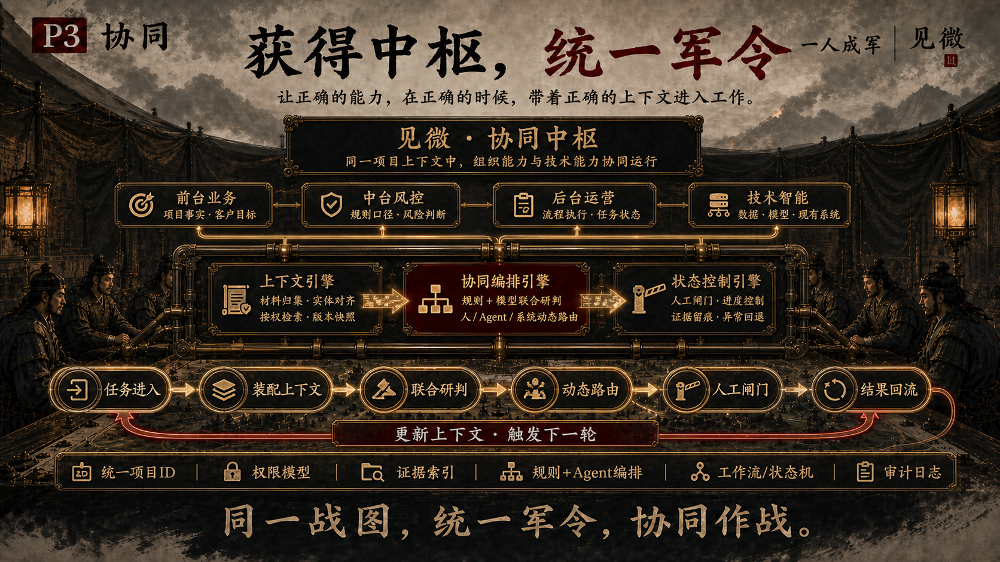 P3 协同
获得中枢，统一军令
一人成军
见微
让正确的能力，在正确的时候，带着正确的上下文进入工作。
见微·协同中枢
同一项目上下文中，组织能力与技术能力协同运行
前台业务
项目事实·客户目标
中台风控
规则口径·风险判断
后台运营
流程执行·任务状态
技术智能
数据·模型·现有系统
上下文引擎
材料归集·实体对齐
按权检索·版本快照
协同编排引擎
规则+模型联合研判
人/Agent/系统动态路由
状态控制引擎
人工闸门·进度控制
证据留痕·异常回退
任务进入
装配上下文
联合研判
动态路由
人工闸门
结果回流
更新上下文·触发下一轮
统一项目ID
权限模型
证据索引
规则+Agent编排
工作流/状态机
审计日志
同一战图，统一军令，协同作战。